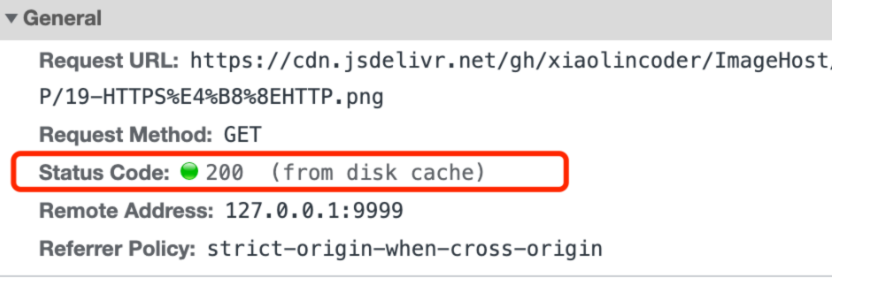 ▼ General
Request URL: https://cdn.jsdelivr.net/gh/xiaolincoder/ImageHost/
P/19-HTTPS%E4%B8%8EHTTP.png
Request Method: GET
Status Code: 200 (from disk cache)
Remote Address: 127.0.0.1:9999
Referrer Policy: strict-origin-when-cross-origin